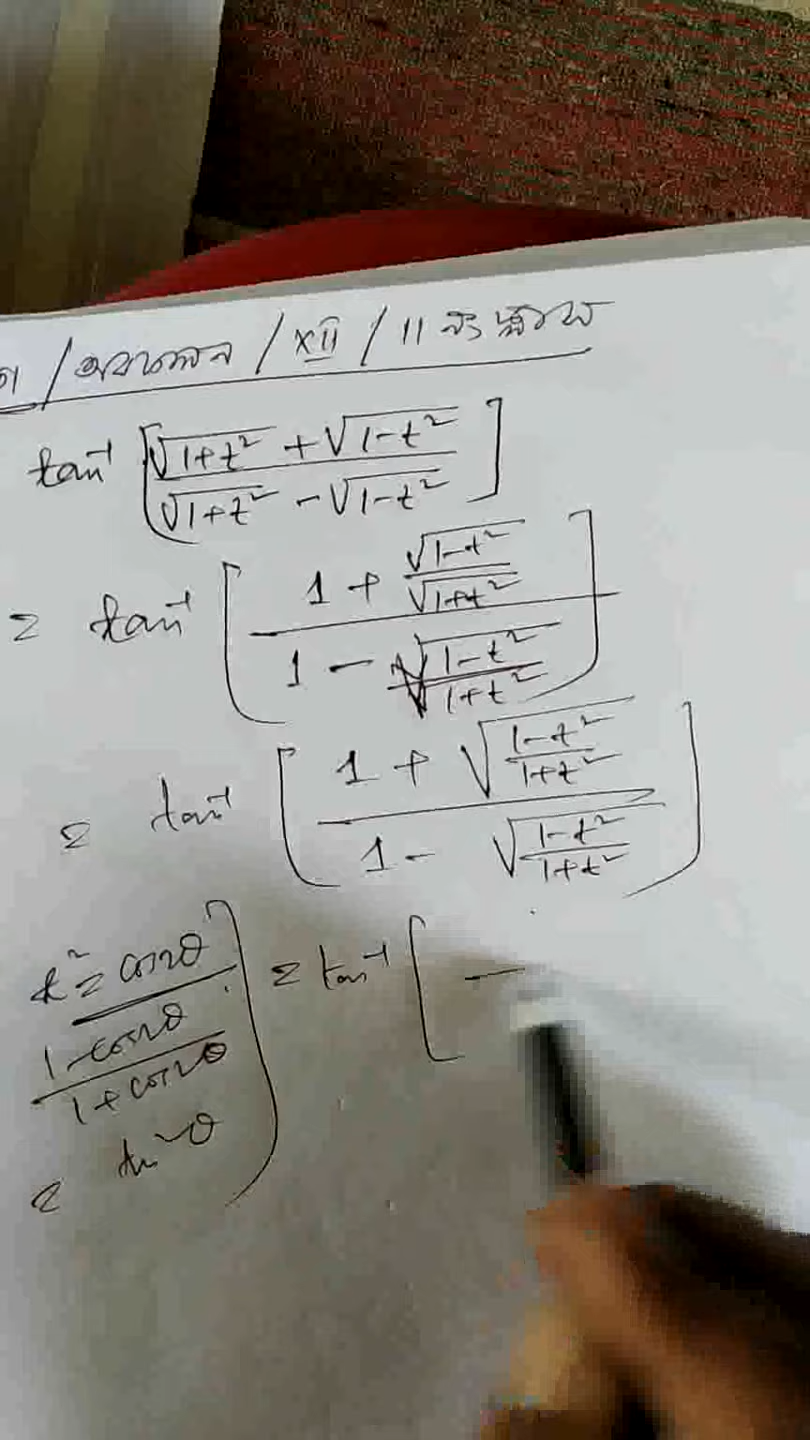 / XII / 11
tan⁻¹ [(√(1+t²) + √(1-t²)) / (√(1+t²) - √(1-t²))]
= tan⁻¹ [(1 + √(1-t²)/√(1+t²)) / (1 - √(1-t²)/√(1+t²))]
= tan⁻¹ [(1 + √((1-t²)/(1+t²))) / (1 - √((1-t²)/(1+t²)))]
t² = cos2θ
(1-cos2θ)/(1+cos2θ)
= tan²θ
= tan⁻¹ [